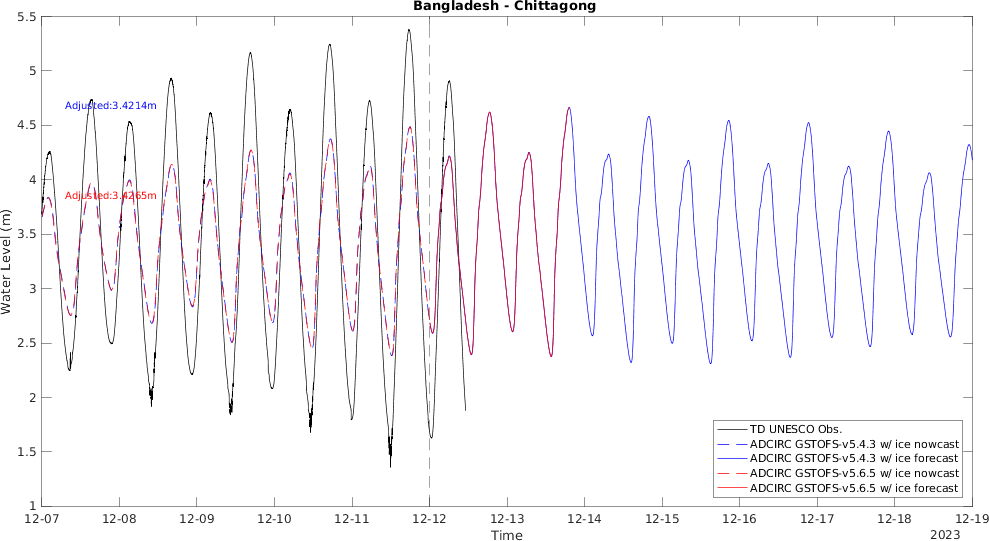 Bangladesh - Chittagong
5.5
5
4.5
4
3.5
3
2.5
2
1.5
1
Water Level (m)
Adjusted:3.4214m
Adjusted:3.4265m
TD UNESCO Obs.
ADCIRC GSTOFS-v5.4.3 w/ ice nowcast
ADCIRC GSTOFS-v5.4.3 w/ ice forecast
ADCIRC GSTOFS-v5.6.5 w/ ice nowcast
ADCIRC GSTOFS-v5.6.5 w/ ice forecast
12-07 12-08 12-09 12-10 12-11 12-12 12-13 12-14 12-15 12-16 12-17 12-18 12-19
Time
2023